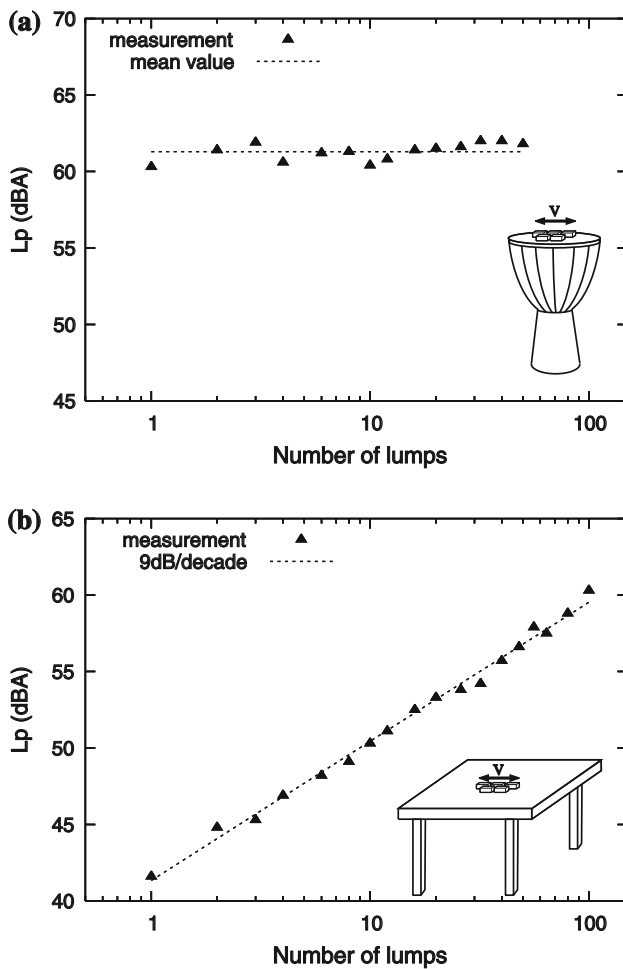 (a)
70
65
60
55
50
45
Lp (dBA)
measurement
mean value
V
1
10
100
Number of lumps
(b)
65
60
55
50
45
40
Lp (dBA)
measurement
9dB/decade
V
1
10
100
Number of lumps